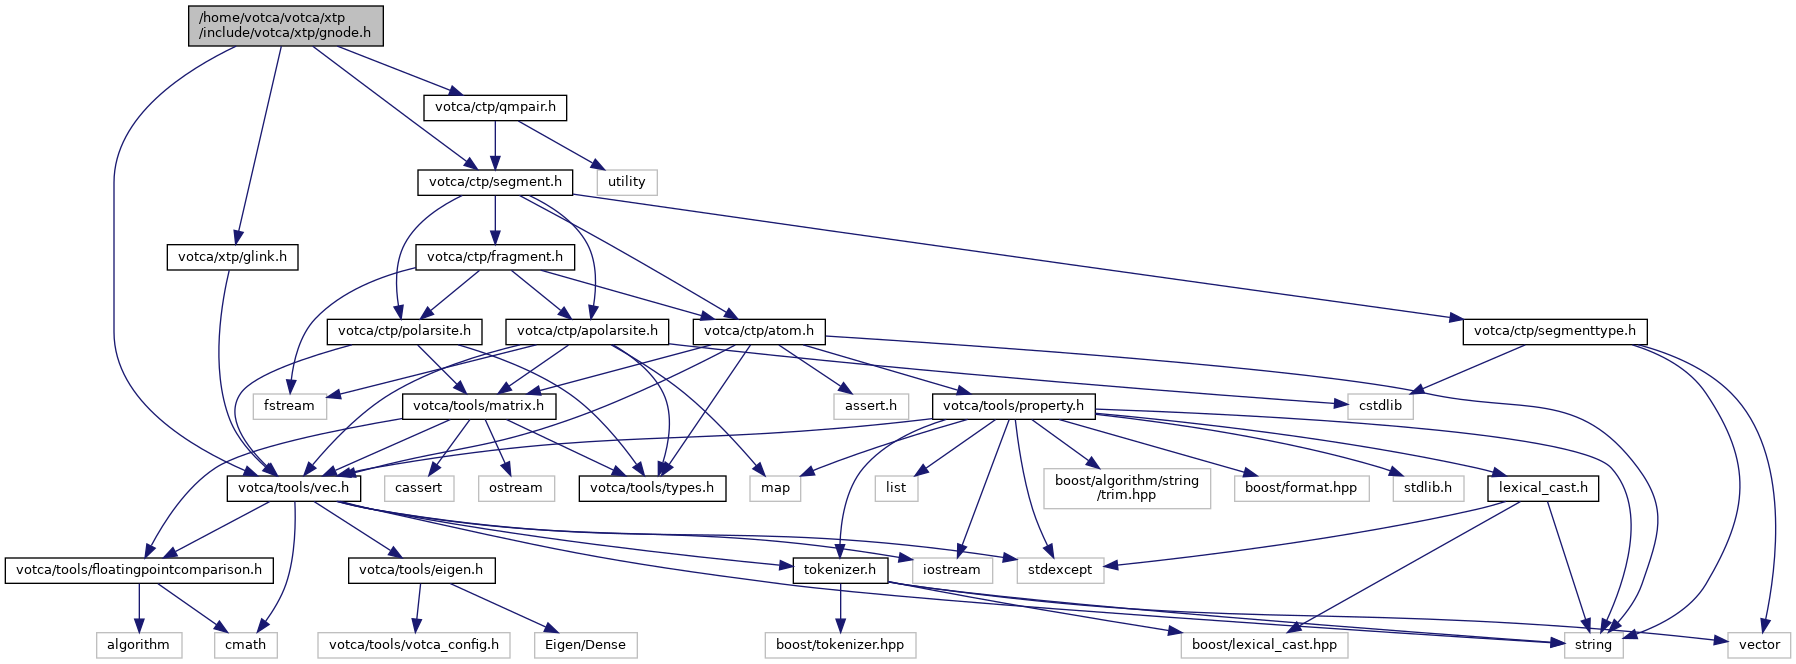 /home/votca/votca/xtp
/include/votca/xtp/gnode.h
votca/ctp/qmpair.h
votca/ctp/segment.h
utility
votca/xtp/glink.h
votca/ctp/fragment.h
votca/ctp/polarsite.h
votca/ctp/apolarsite.h
votca/ctp/atom.h
votca/ctp/segmenttype.h
fstream
votca/tools/matrix.h
assert.h
votca/tools/property.h
cstdlib
votca/tools/vec.h
cassert
ostream
votca/tools/types.h
map
list
boost/algorithm/string
/trim.hpp
boost/format.hpp
stdlib.h
lexical_cast.h
votca/tools/floatingpointcomparison.h
votca/tools/eigen.h
tokenizer.h
iostream
stdexcept
algorithm
cmath
votca/tools/votca_config.h
Eigen/Dense
boost/tokenizer.hpp
boost/lexical_cast.hpp
string
vector